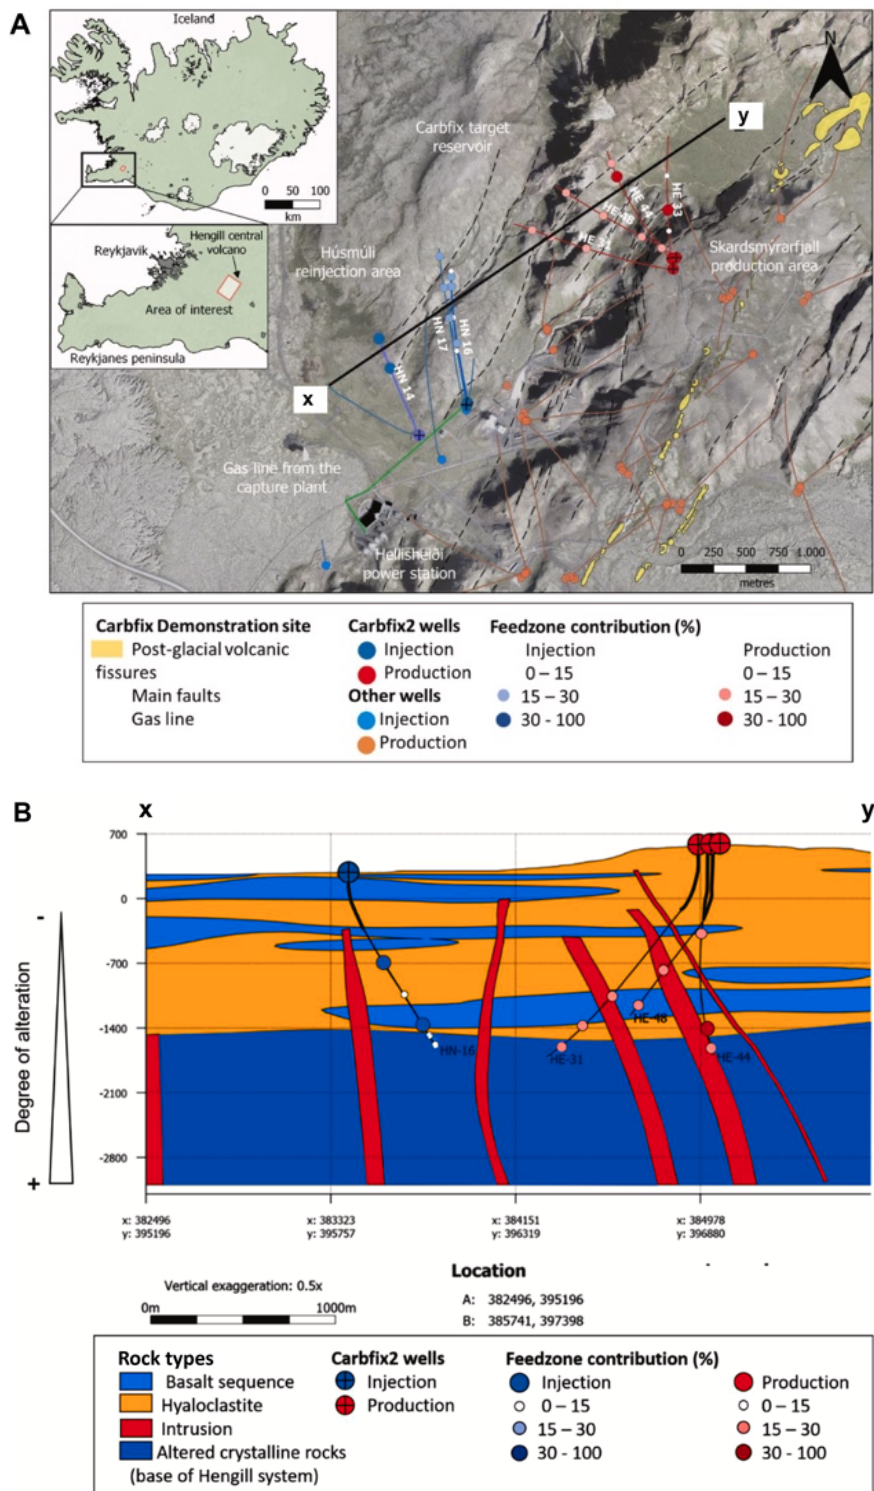 A
Iceland
0 50 100
km
Reykjavik
Hengill central
volcano
Area of interest
Reykjanes peninsula
N
y
Carbfix target
reservoir
HE 44
HE 33
HE 48
HE 31
Húsmúli
reinjection area
Skardsmýrarfjall
production area
HN 16
HN 17
HN 14
x
Gas line from the
capture plant
Hellisheiði
power station
0 250 500 750 1.000
metres
Carbfix Demonstration site
Post-glacial volcanic
fissures
Main faults
Gas line
Carbfix2 wells
Injection
Production
Other wells
Injection
Production
Feedzone contribution (%)
Injection
0 – 15
15 – 30
30 - 100
Production
0 – 15
15 – 30
30 - 100
B
x
y
700
0
-700
-1400
-2100
-2800
-
Degree of alteration
+
HN-16
HE-31
HE-48
HE-44
x: 382496
y: 395196
x: 383323
y: 395757
x: 384151
y: 396319
x: 384978
y: 396880
Vertical exaggeration: 0.5x
0m 1000m
Location
A: 382496, 395196
B: 385741, 397398
Rock types
Basalt sequence
Hyaloclastite
Intrusion
Altered crystalline rocks
(base of Hengill system)
Carbfix2 wells
Injection
Production
Feedzone contribution (%)
Injection
0 – 15
15 – 30
30 - 100
Production
0 – 15
15 – 30
30 - 100